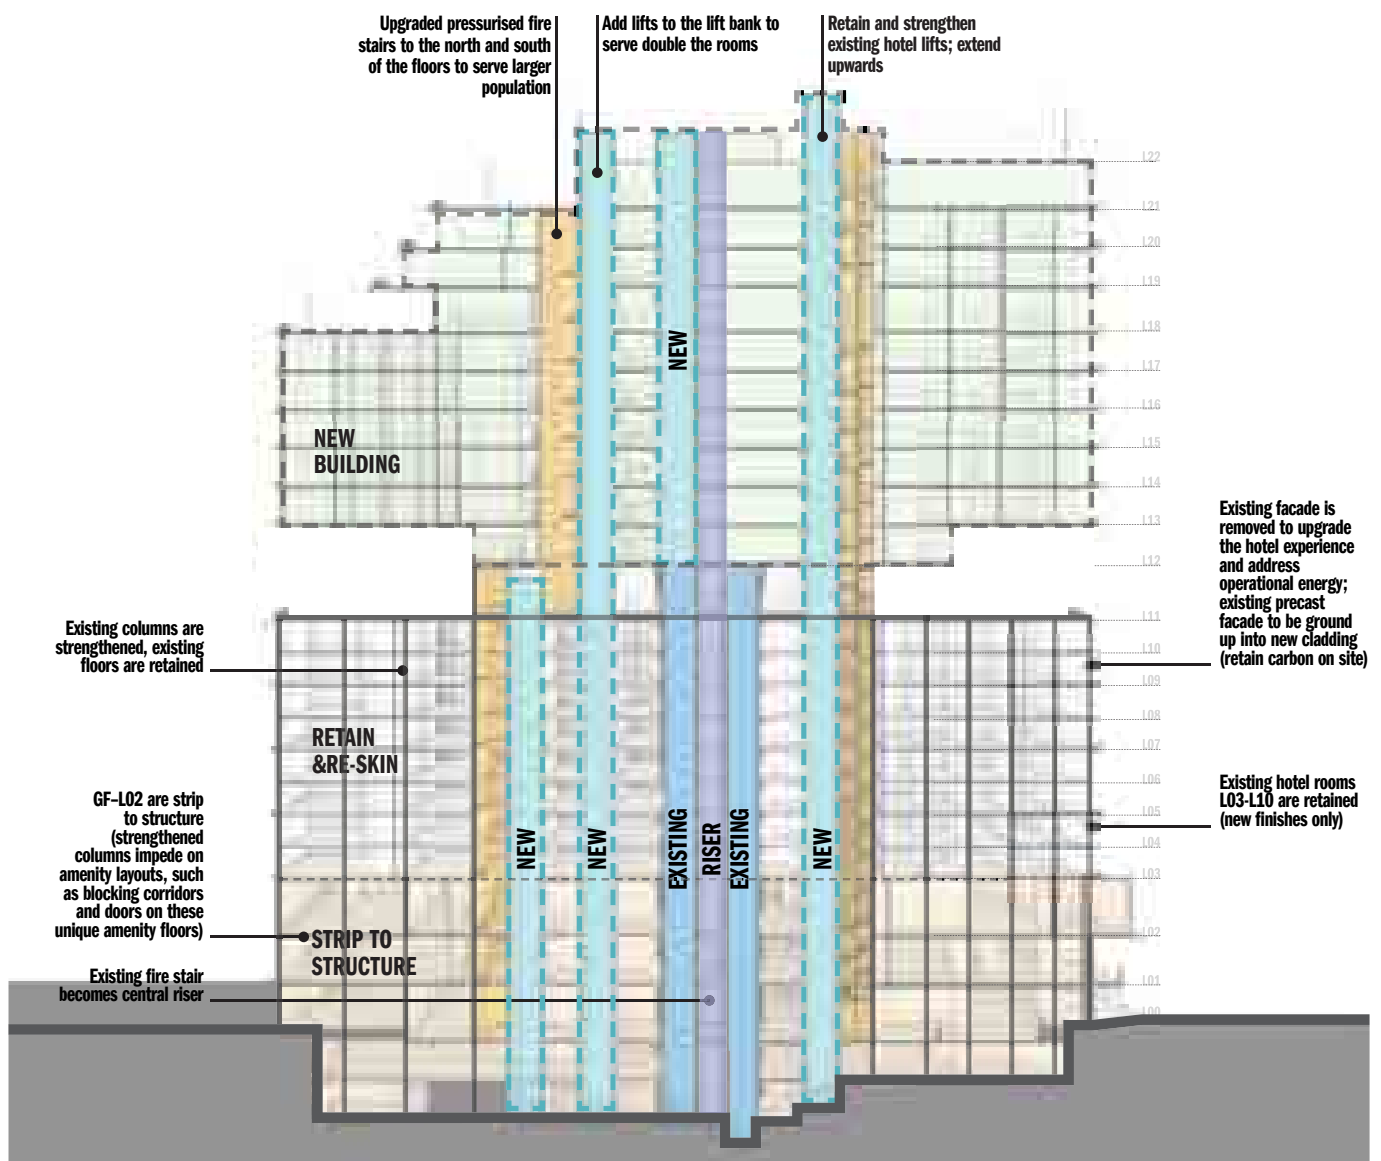 Upgraded pressurised fire
stairs to the north and south
of the floors to serve larger
population
Add lifts to the lift bank to
serve double the rooms
Retain and strengthen
existing hotel lifts; extend
upwards
L22
L21
L20
L19
L18
L17
L16
L15
L14
L13
L12
L11
L10
L09
L08
L07
L06
L05
L04
L03
L02
L01
L00
NEW
NEW
BUILDING
Existing facade is
removed to upgrade
the hotel experience
and address
operational energy;
existing precast
facade to be ground
up into new cladding
(retain carbon on site)
Existing columns are
strengthened, existing
floors are retained
RETAIN
&RE-SKIN
Existing hotel rooms
L03-L10 are retained
(new finishes only)
GF–L02 are strip
to structure
(strengthened
columns impede on
amenity layouts, such
as blocking corridors
and doors on these
unique amenity floors)
NEW
NEW
EXISTING
RISER
EXISTING
NEW
STRIP TO
STRUCTURE
Existing fire stair
becomes central riser